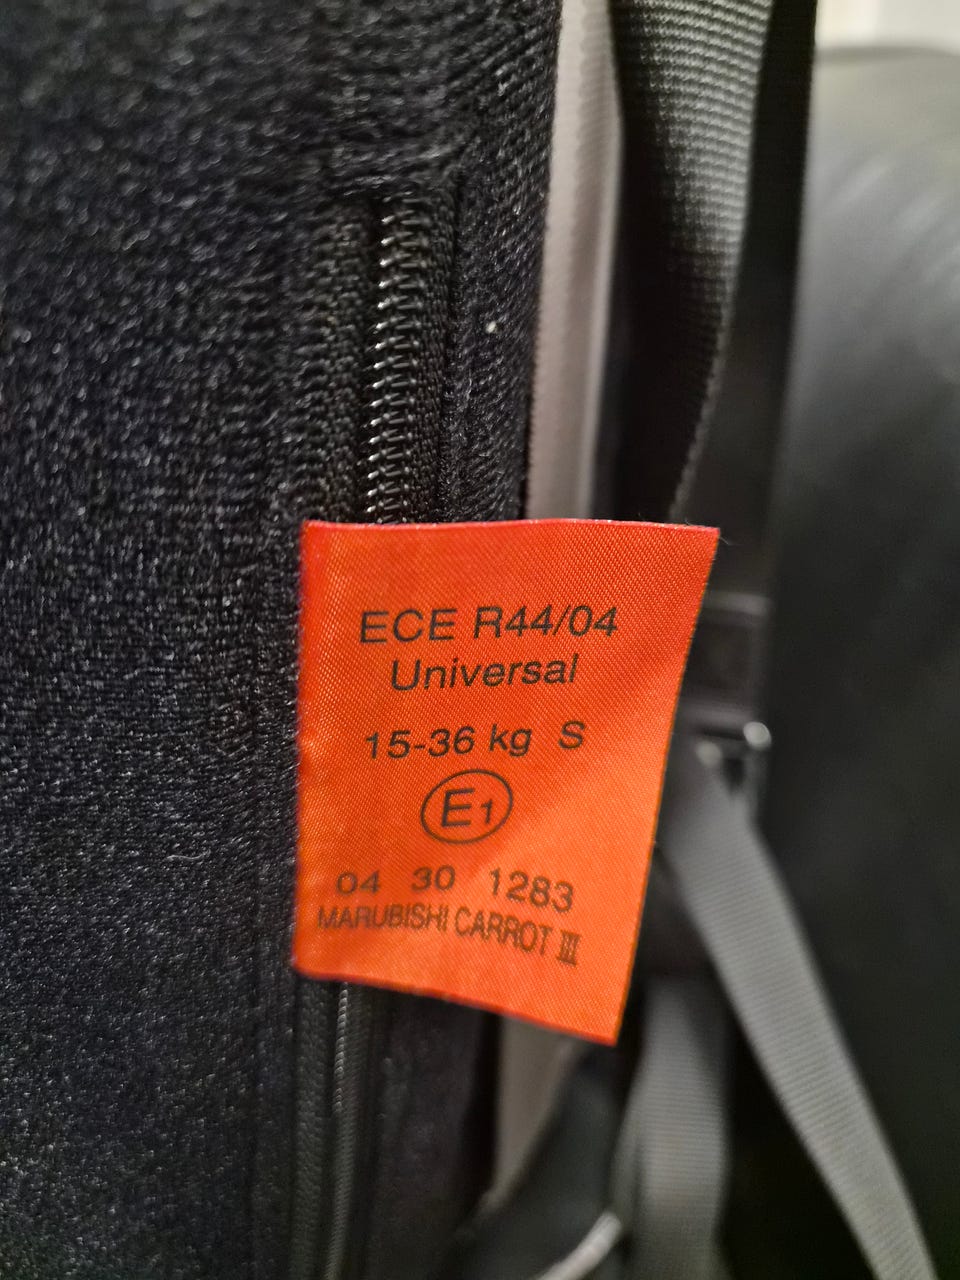 ECE R44/04
Universal
15-36 kg S
E1
04 30 1283
MARUBISHI CARROT III